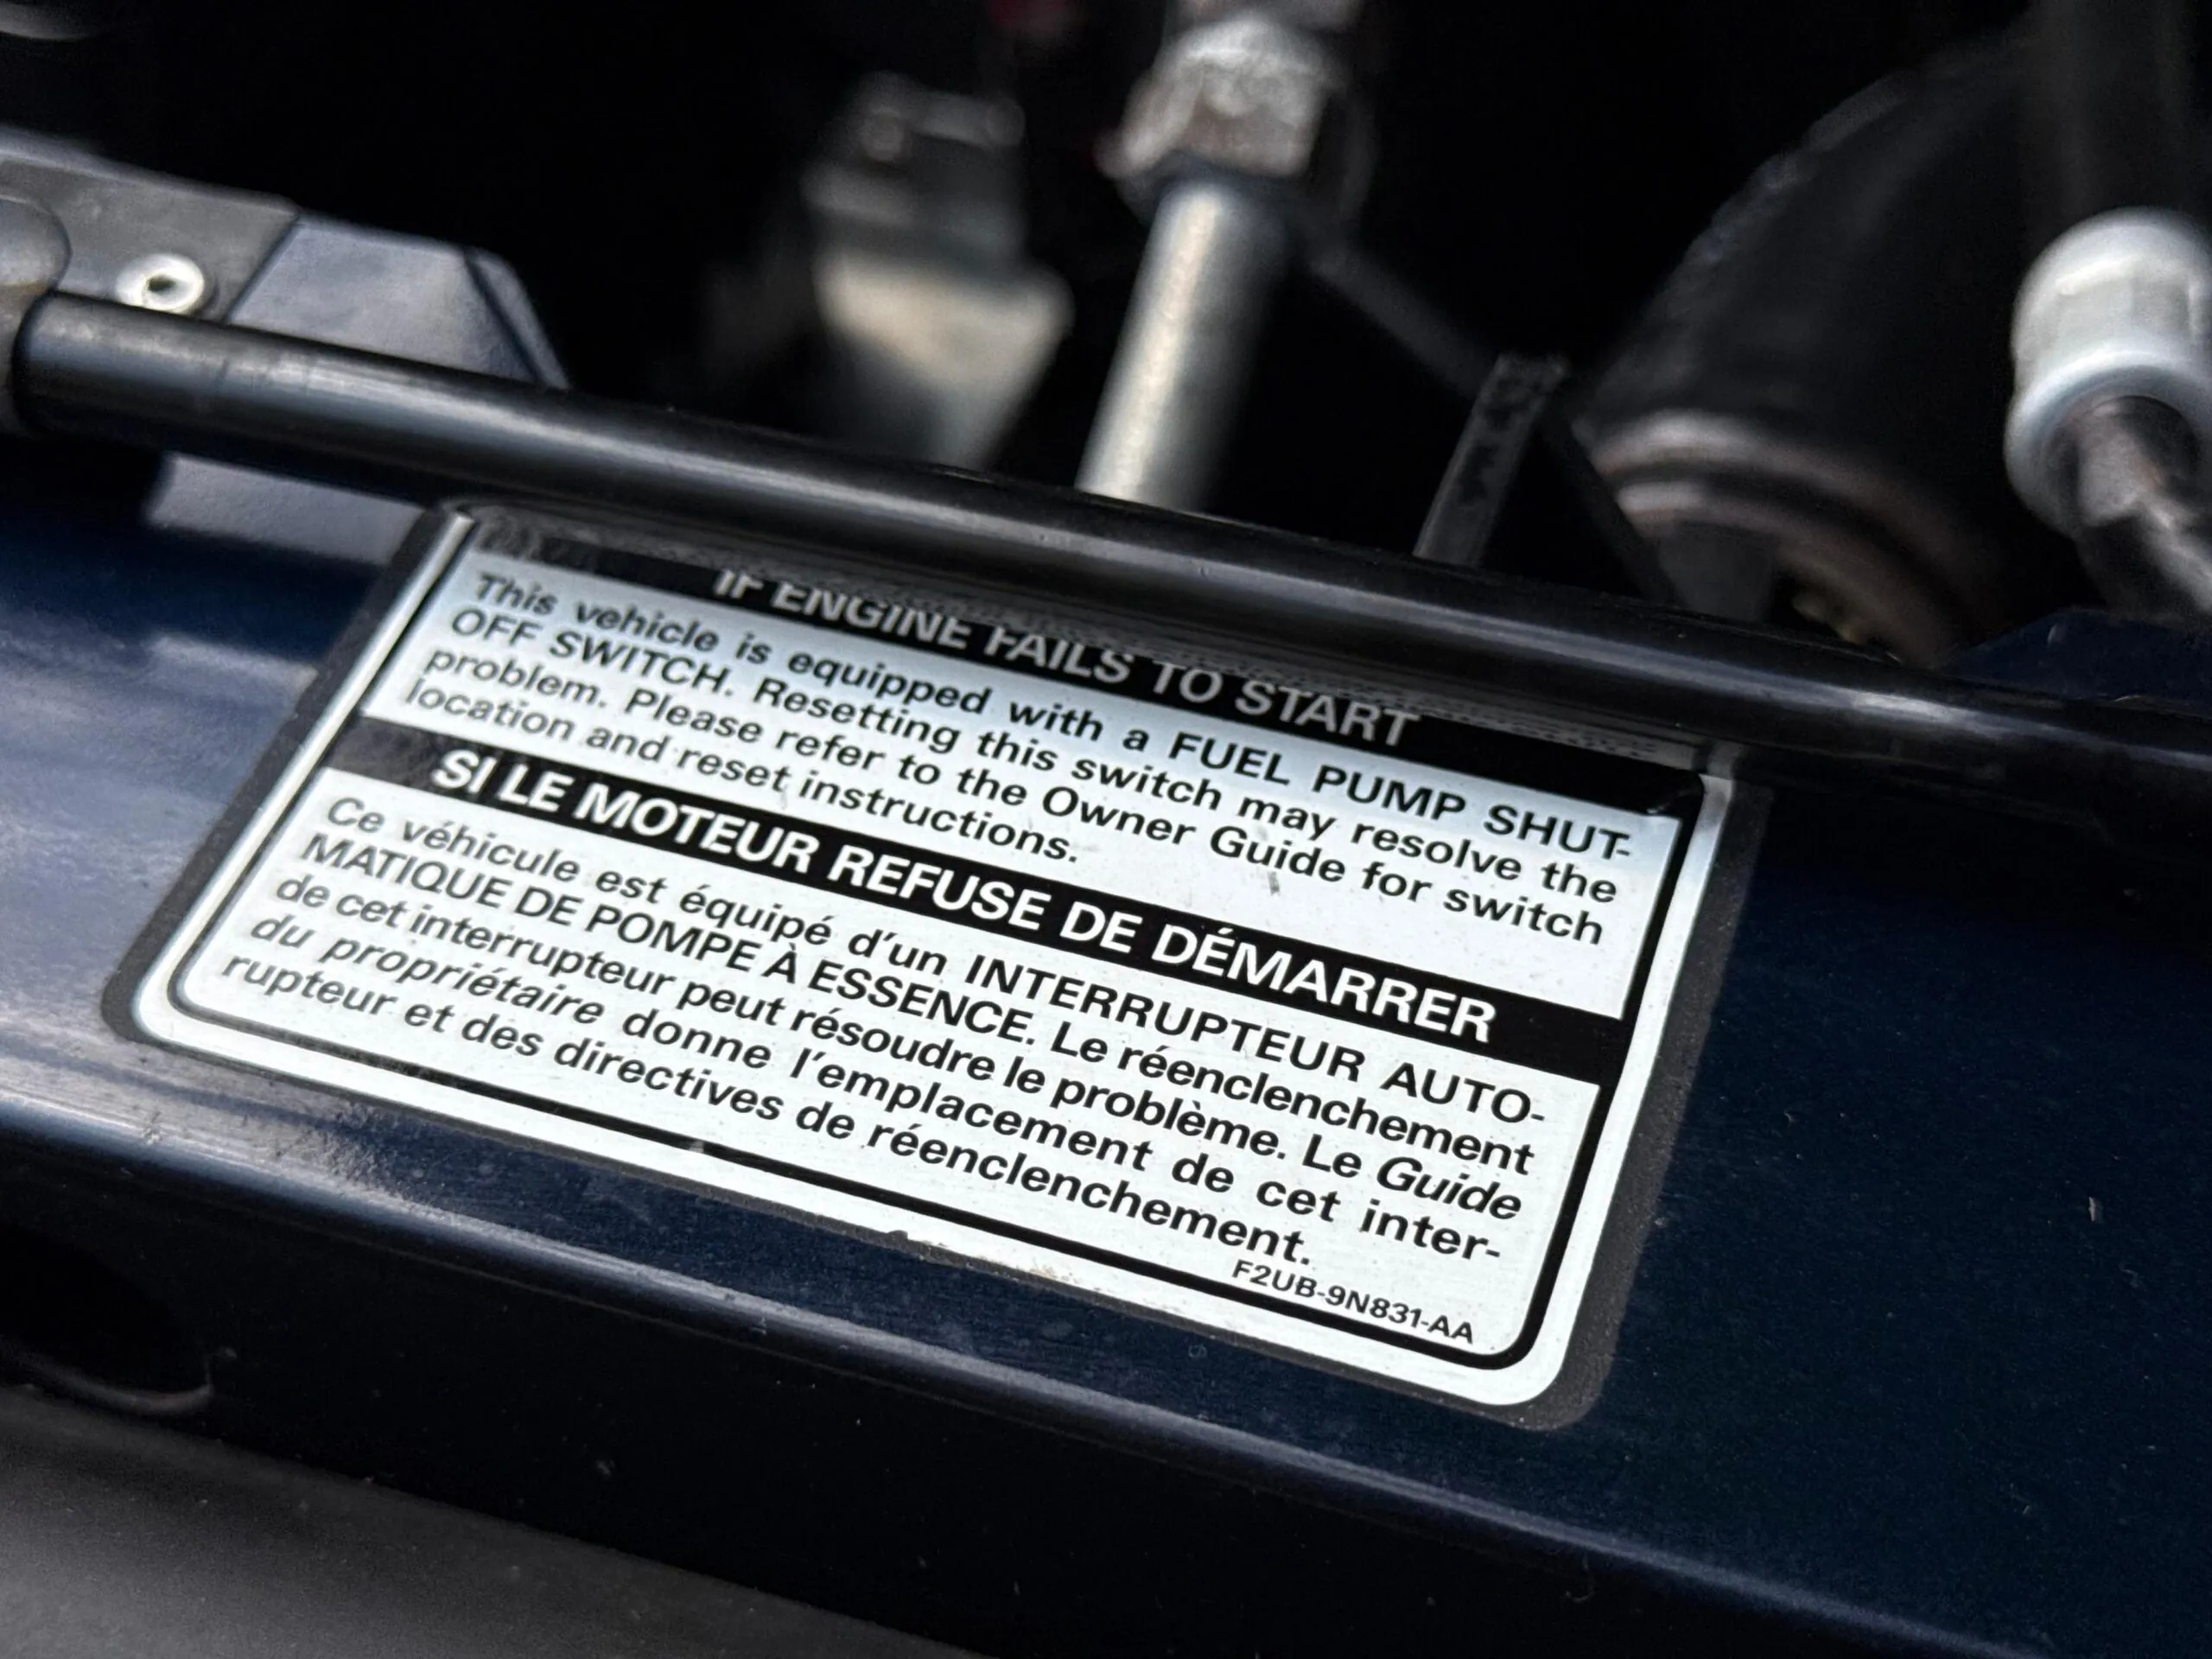 IF ENGINE FAILS TO START
This vehicle is equipped with a FUEL PUMP SHUT-
OFF SWITCH. Resetting this switch may resolve the
problem. Please refer to the Owner Guide for switch
location and reset instructions.
SI LE MOTEUR REFUSE DE DÉMARRER
Ce véhicule est équipé d'un INTERRUPTEUR AUTO-
MATIQUE DE POMPE À ESSENCE. Le réenclenchement
de cet interrupteur peut résoudre le problème. Le Guide
du propriétaire donne l'emplacement de cet inter-
rupteur et des directives de réenclenchement.
F2UB-9N831-AA